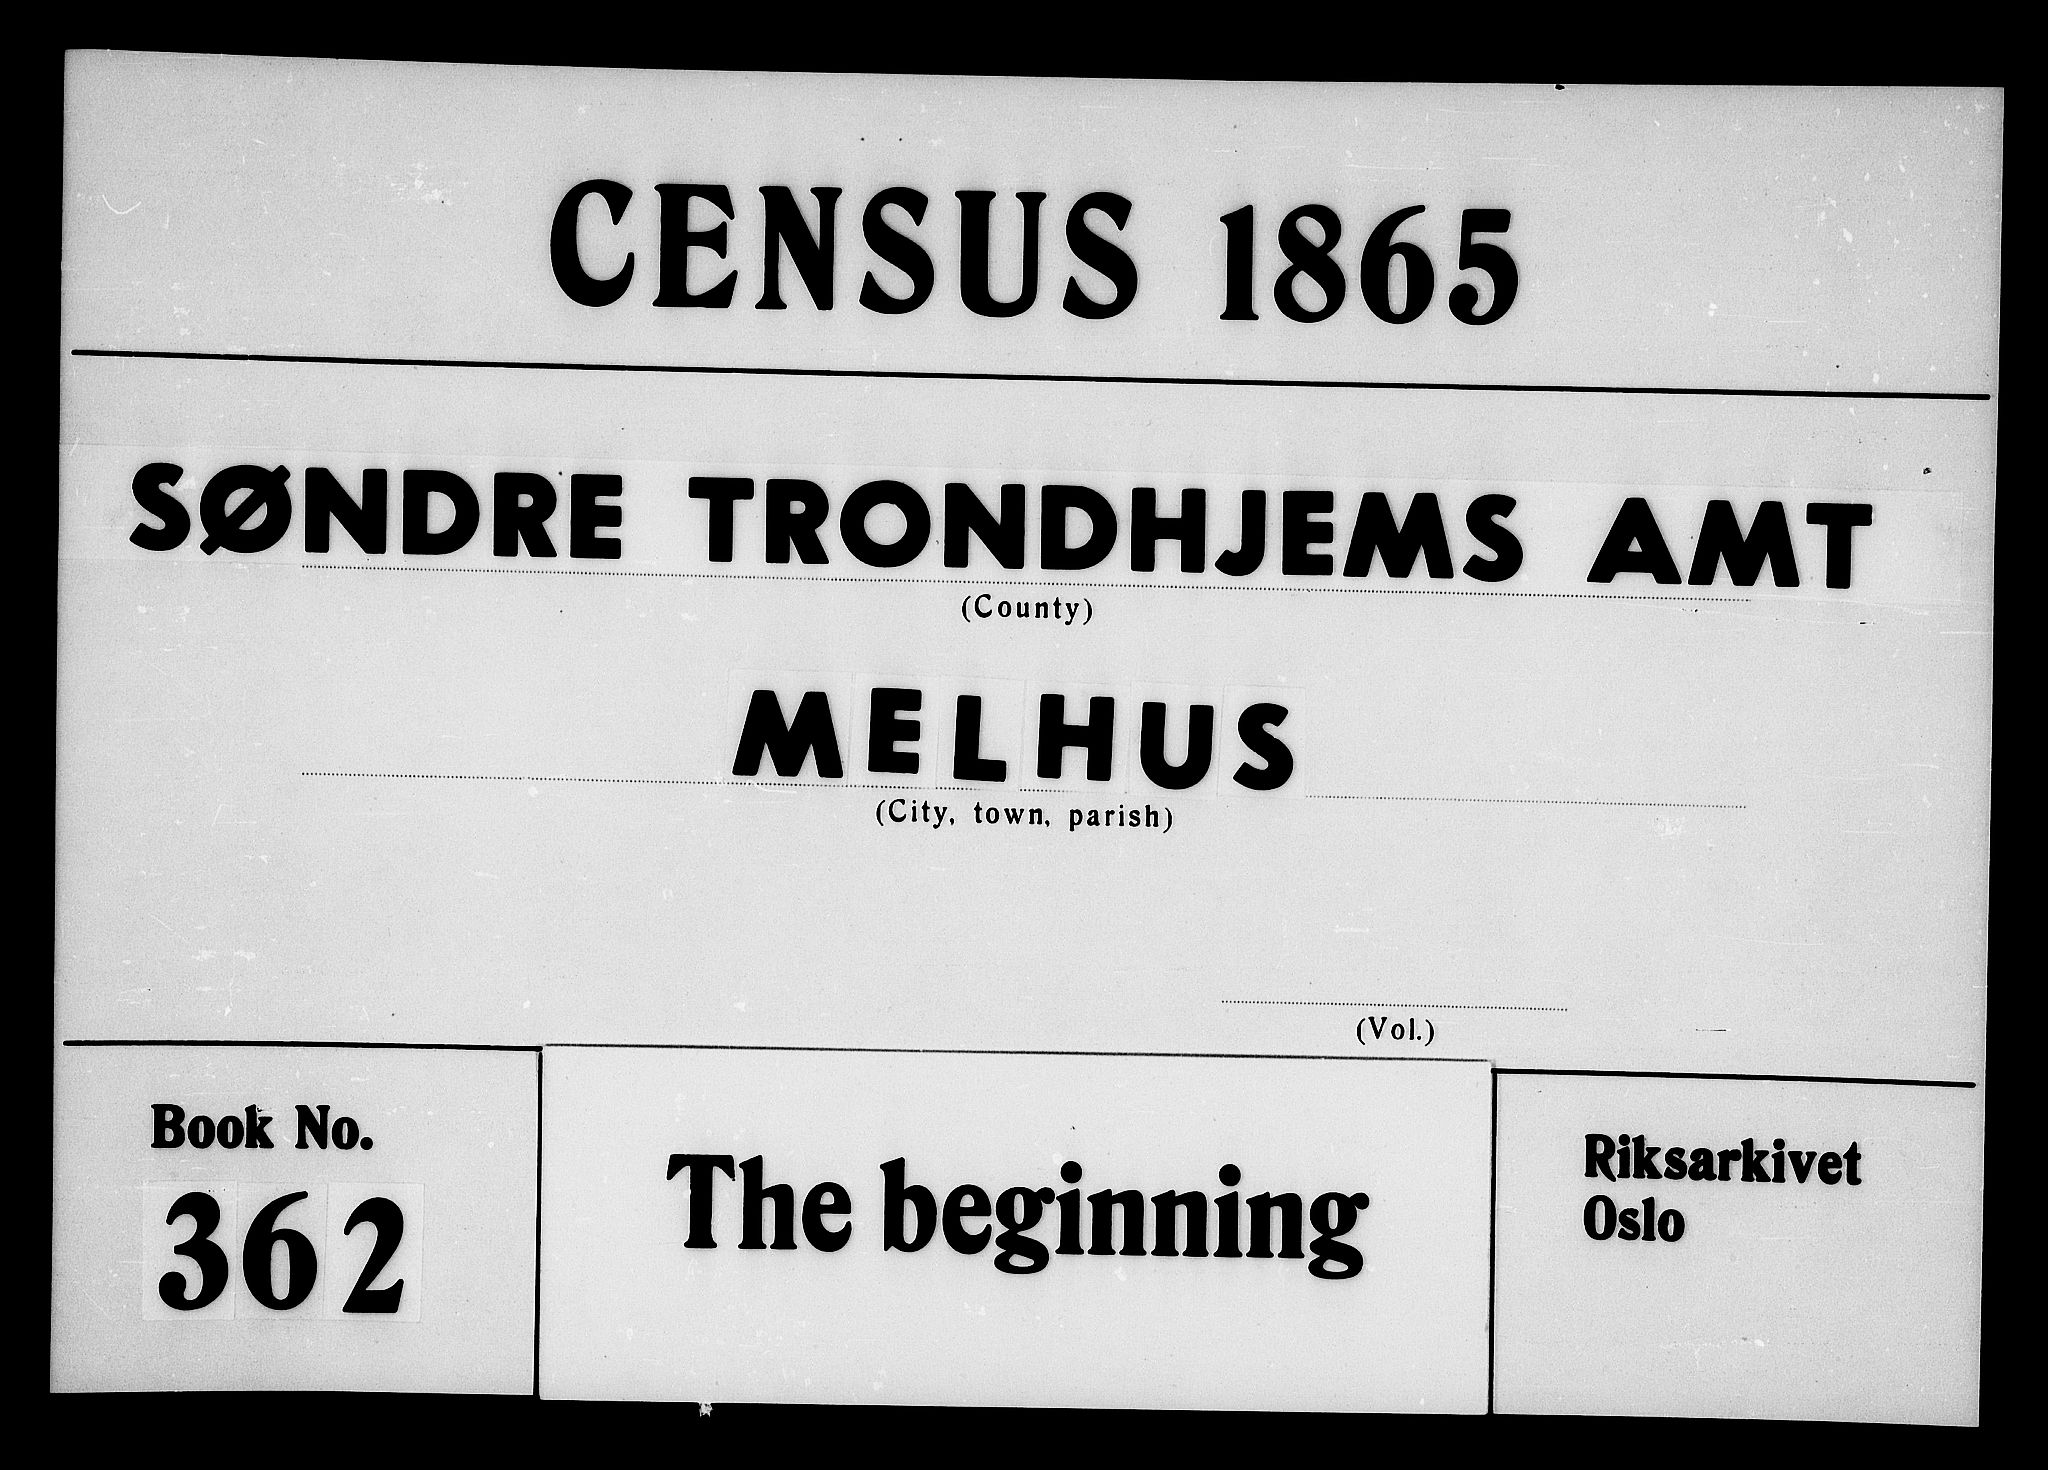 CENSUS 1865
SØNDRE TRONDHJEMS AMT
(County)
MELHUS
(City, town, parish)
(Vol.)
Book No.
362
The beginning
Riksarkivet
Oslo